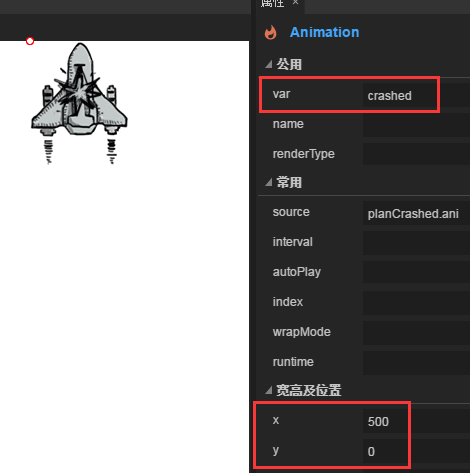 属性 ×
Animation
公用
var crashed
name
renderType
常用
source planCrashed.ani
interval
autoPlay
index
wrapMode
runtime
宽高及位置
x 500
y 0